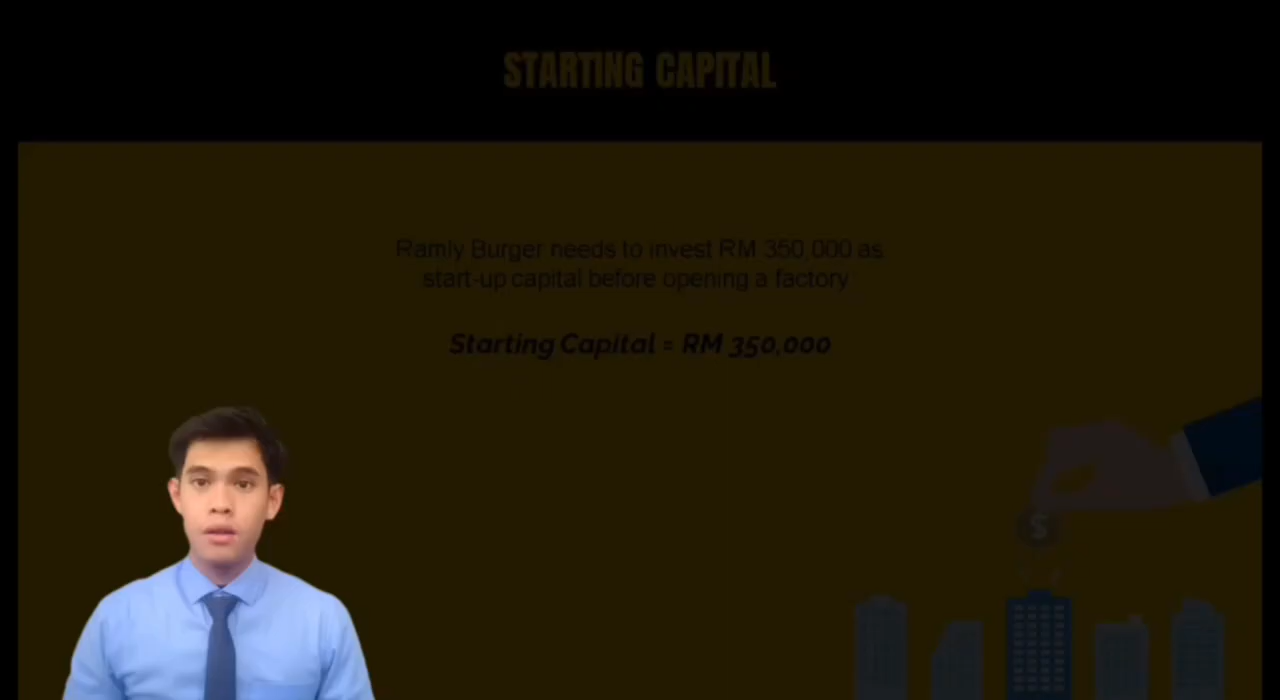 STARTING CAPITAL
Ramly Burger needs to invest RM 350,000 as
start-up capital before opening a factory
Starting Capital = RM 350,000
$